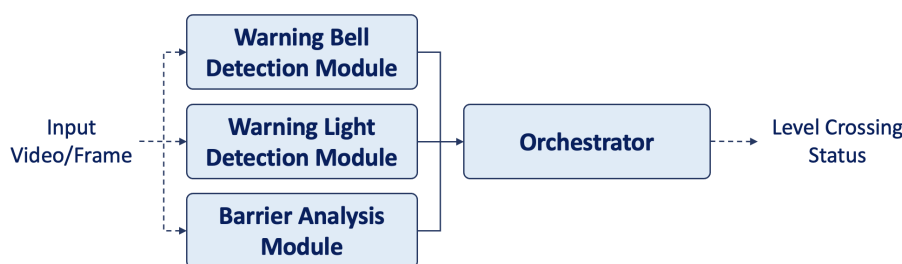 Input
Video/Frame
Warning Bell
Detection Module
Warning Light
Detection Module
Barrier Analysis
Module
Orchestrator
Level Crossing
Status